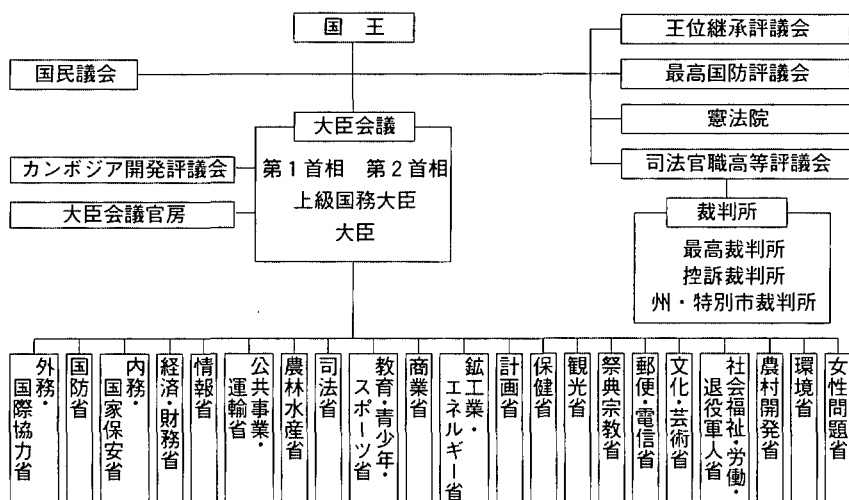 国王
国民議会
王位継承評議会
最高国防評議会
憲法院
司法官職高等評議会
大臣会議
第1首相 第2首相
上級国務大臣
大臣
カンボジア開発評議会
大臣会議官房
裁判所
最高裁判所
控訴裁判所
州・特別市裁判所
外務・
国際協力省
国防省
内務・
国家保安省
経済・財務省
情報省
公共事業・
運輸省
農林水産省
司法省
教育・青少年・
スポーツ省
商業省
鉱工業・
エネルギー省
計画省
保健省
観光省
祭典宗教省
郵便・電信省
文化・芸術省
社会福祉・労働・
退役軍人省
農村開発省
環境省
女性問題省